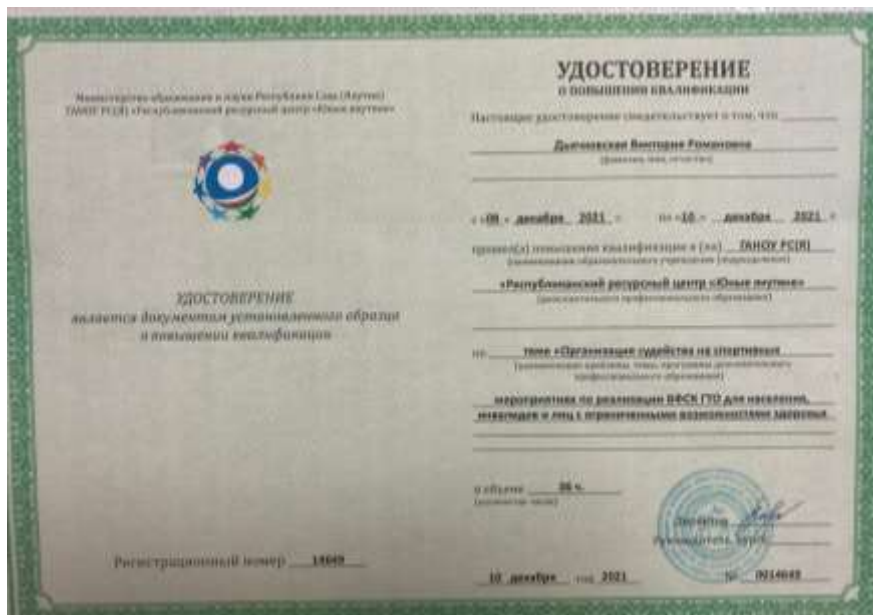 Министерство образования и науки Республики Саха (Якутия)
ГАНОУ РС(Я) «Республиканский ресурсный центр «Юные якутяне»
УДОСТОВЕРЕНИЕ
является документом установленного образца
о повышении квалификации
Регистрационный номер 14649
УДОСТОВЕРЕНИЕ
О ПОВЫШЕНИИ КВАЛИФИКАЦИИ
Настоящее удостоверение свидетельствует о том, что
Дьячковская Виктория Романовна
(фамилия, имя, отчество)
с «08 » декабря 2021 г. по «10 » декабря 2021 г.
прошел(а) повышение квалификации в (на) ГАНОУ РС(Я)
(наименование образовательного учреждения (подразделения)
«Республиканский ресурсный центр «Юные якутяне»
(дополнительного профессионального образования)
по теме «Организация судейства на спортивных
(наименование проблемы, темы, программы дополнительного
профессионального образования)
мероприятиях по реализации ВФСК ГТО для населения,
инвалидов и лиц с ограниченными возможностями здоровья
в объеме
(количество часов)
Руководитель
10 декабря год 2021 № 0014649